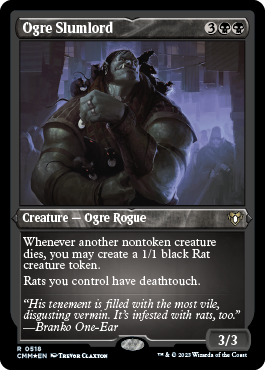 Ogre Slumlord 3
Creature — Ogre Rogue
Whenever another nontoken creature
dies, you may create a 1/1 black Rat
creature token.
Rats you control have deathtouch.
“His tenement is filled with the most vile,
disgusting vermin. It’s infested with rats, too.”
—Branko One-Ear
3/3
R 0518
CMM★EN Trevor Claxton ™ & © 2023 Wizards of the Coast